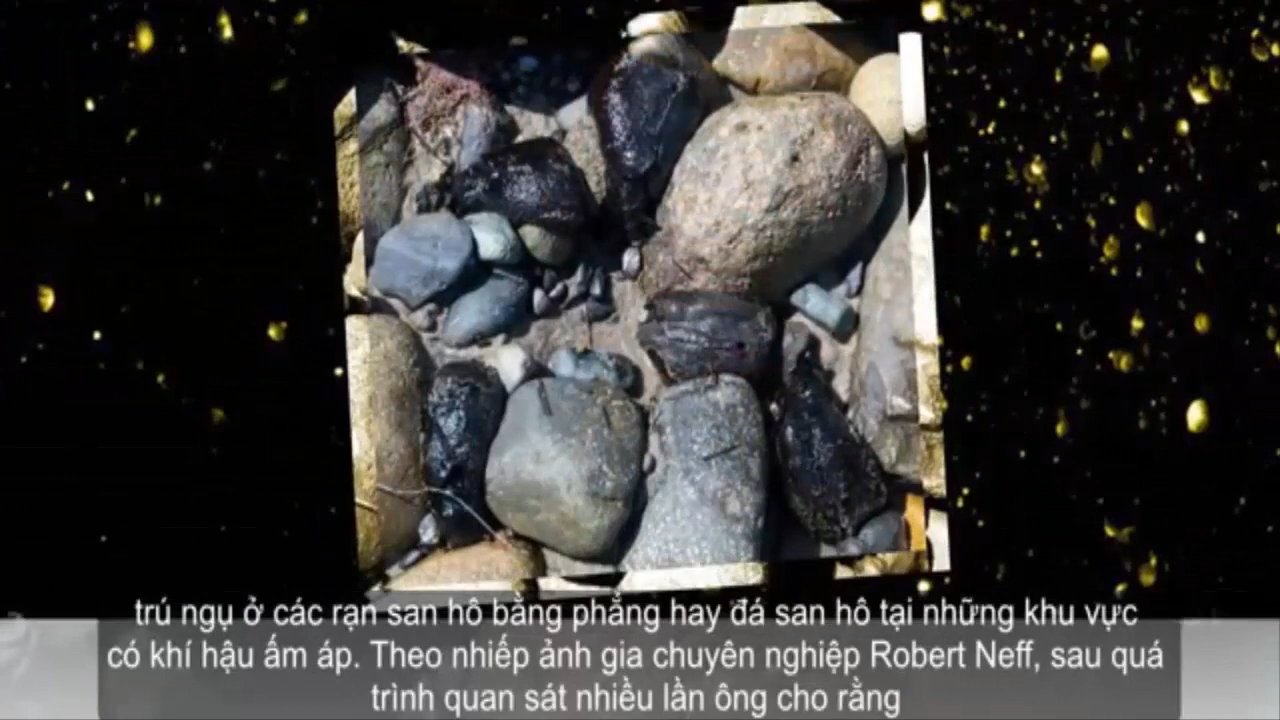 trú ngụ ở các rạn san hô bằng phẳng hay đá san hô tại những khu vực
có khí hậu ấm áp. Theo nhiếp ảnh gia chuyên nghiệp Robert Neff, sau quá
trình quan sát nhiều lần ông cho rằng